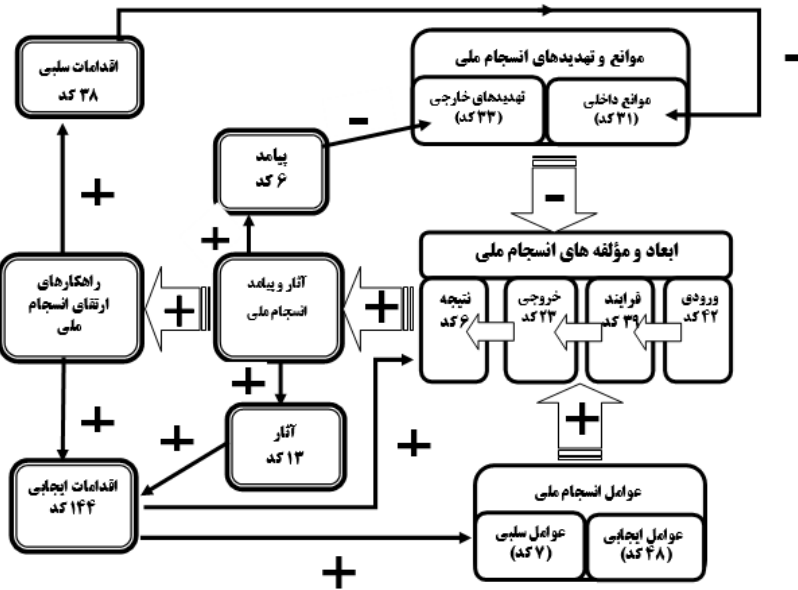 موانع و تهدیدهای انسجام ملی
موانع داخلی
(۳۱ کد)
تهدیدهای خارجی
(۳۳ کد)
-
اقدامات سلبی
۳۸ کد
-
پیامد
۶ کد
+
+
-
ابعاد و مؤلفه های انسجام ملی
ورودی
۴۲ کد
فرایند
۳۹ کد
خروجی
۲۳ کد
نتیجه
۶ کد
+
آثار و پیامد
انسجام ملی
+
راهکارهای
ارتقای انسجام
ملی
+
+
+
+
+
آثار
۱۳ کد
اقدامات ایجابی
۱۴۴ کد
عوامل انسجام ملی
عوامل ایجابی
(۴۸ کد)
عوامل سلبی
(۷ کد)
+